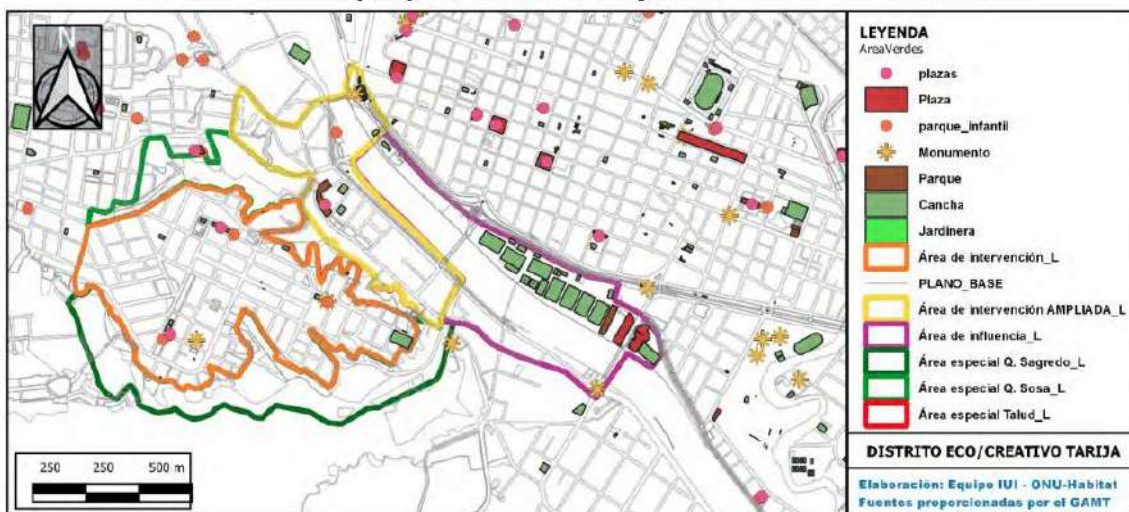 N
250 250 500 m
LEYENDA
AreaVerdes
plazas
Plaza
parque_infantil
Monumento
Parque
Cancha
Jardinera
Área de intervención_L
PLANO_BASE
Área de intervención AMPLIADA_L
Área de influencia_L
Área especial Q. Sagredo_L
Área especial Q. Sosa_L
Área especial Talud_L
DISTRITO ECO/CREATIVO TARIJA
Elaboración: Equipo IUI - ONU-Habitat
Fuentes proporcionadas por el GAMT